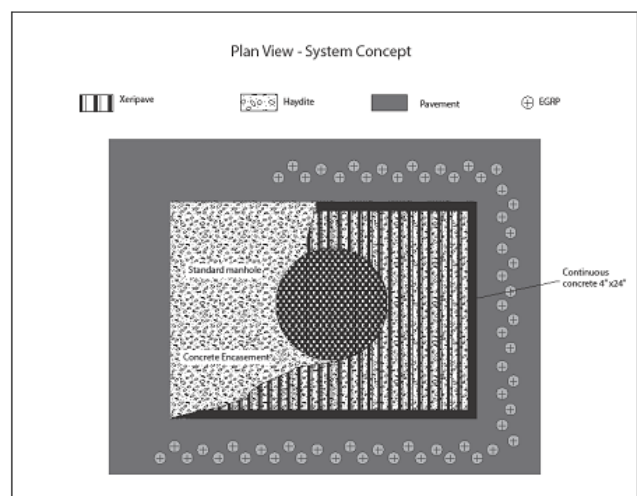 Plan View - System Concept
Xeripave
Haydite
Pavement
EGRP
Standard manhole
Continuous
concrete 4" x24"
Concrete Encasement